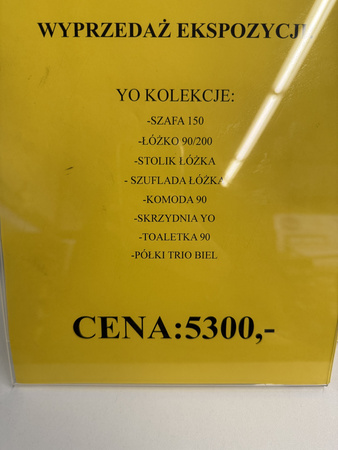 WYPRZEDAŻ EKSPOZYCJI
YO KOLEKCJE:
-SZAFA 150
-ŁÓŻKO 90/200
-STOLIK ŁÓŻKA
- SZUFLADA ŁÓŻKA
-KOMODA 90
-SKRZYDNIA YO
-TOALETKA 90
-PÓŁKI TRIO BIEL
CENA:5300,-